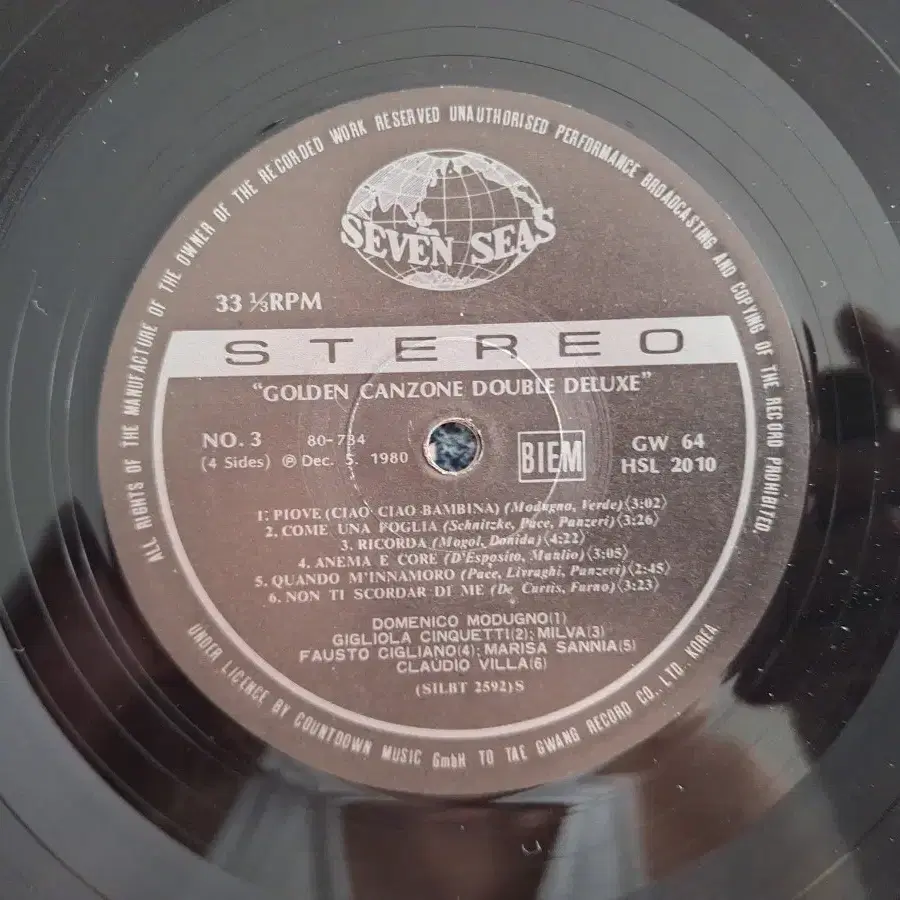 ALL RIGHTS OF THE MANUFACTURE OF THE OWNER OF THE RECORDED WORK RESERVED UNAUTHORISED PERFORMANCE BROADCASTING AND COPYING OF THE RECORD PROHIBITED.
SEVEN SEAS
33 ⅓RPM
STEREO
"GOLDEN CANZONE DOUBLE DELUXE"
NO. 3 80-734 BIEM GW 64
(4 Sides) ℗ Dec. 5. 1980 HSL 2010
1. PIOVE (CIAO CIAO BAMBINA) (Modugno, Verde) (3:02)
2. COME UNA FOGLIA (Schnitzke, Pace, Panzeri) (3:26)
3. RICORDA (Mogol, Donida) (4:22)
4. ANEMA E CORE (D'Esposito, Manlio) (3:05)
5. QUANDO M'INNAMORO (Pace, Livraghi, Panzeri) (2:45)
6. NON TI SCORDAR DI ME (De Curtis, Furno) (3:23)
DOMENICO MODUGNO(1)
GIGLIOLA CINQUETTI(2); MILVA(3)
FAUSTO CIGLIANO(4); MARISA SANNIA(5)
CLAUDIO VILLA(6)
(SILBT 2592)S
UNDER LICENCE BY COUNTDOWN MUSIC GmbH TO TAE GWANG RECORD CO., LTD., KOREA.